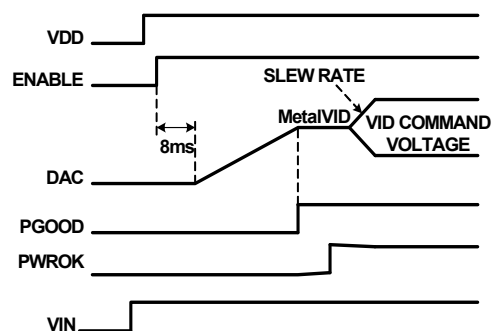 VDD
ENABLE
SLEW RATE
MetalVID
VID COMMAND
VOLTAGE
8ms
DAC
PGOOD
PWROK
VIN